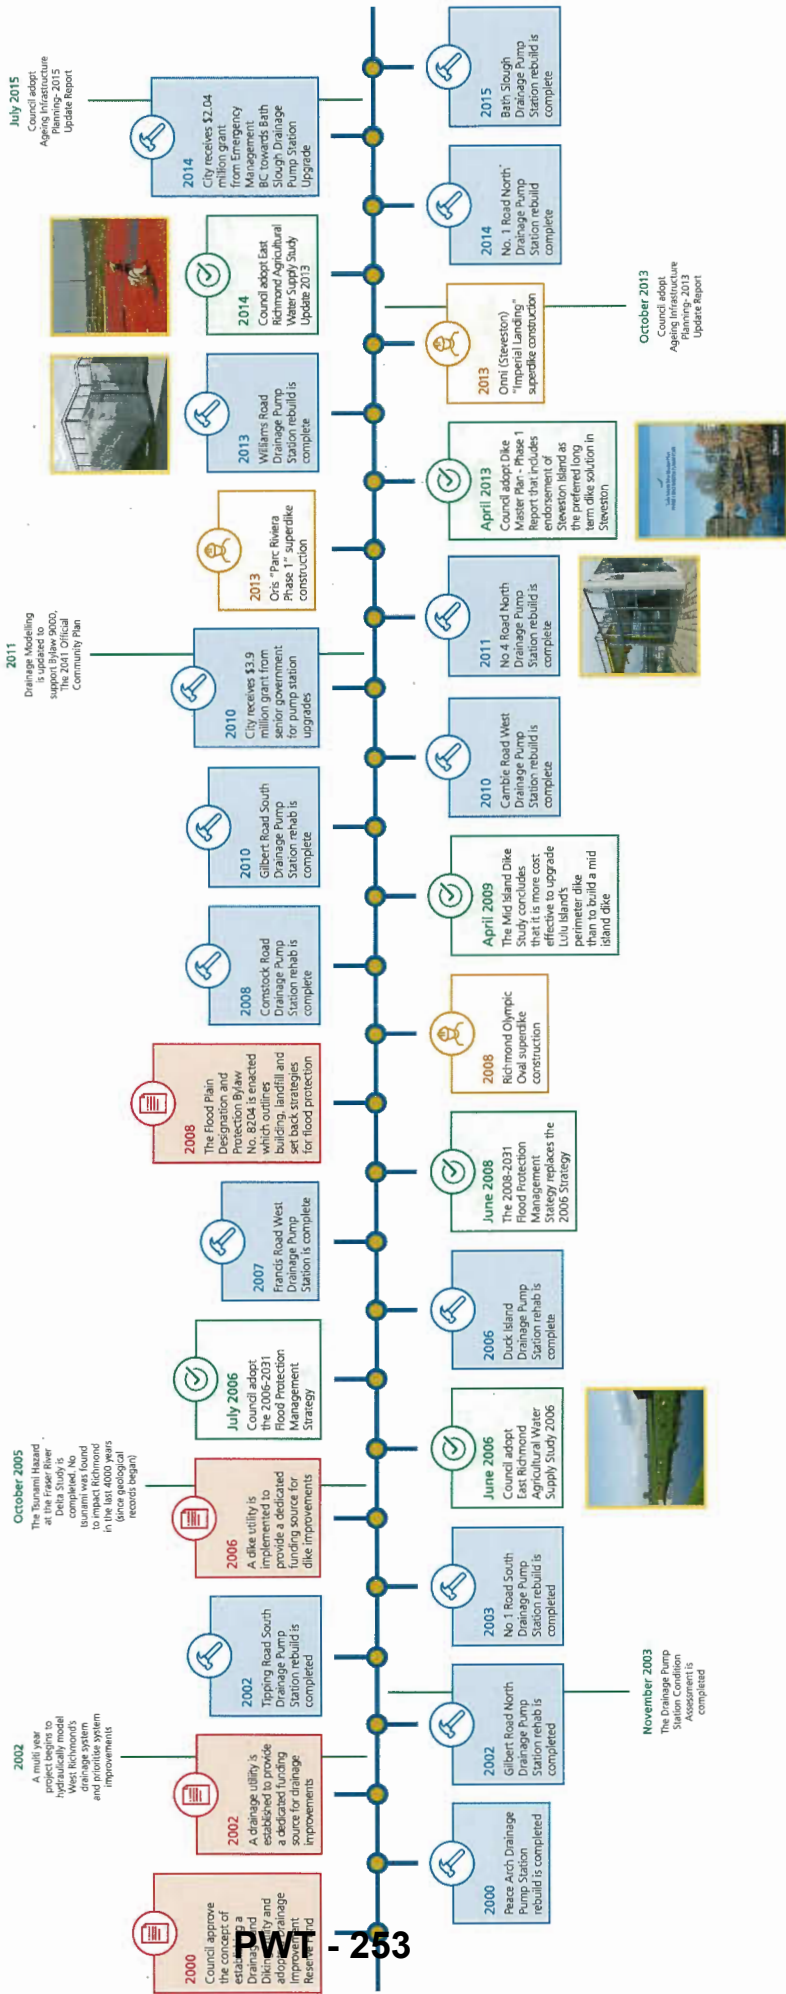 2000
Council approve
the concept of
establishing a
Drainage and
Diking Utility and
adopt a Drainage
Improvement
Reserve Fund
2000
Peace Arch Drainage
Pump Station
rebuild is completed
2002
A drainage utility is
established to provide
a dedicated funding
source for drainage
improvements
2002
A multi year
project begins to
hydraulically model
West Richmond's
drainage system
and prioritise system
improvements
2002
Gilbert Road North
Drainage Pump
Station rehab is
completed
2002
Tipping Road South
Drainage Pump
Station rebuild is
completed
November 2003
The Drainage Pump
Station Condition
Assessment is
completed
2003
No 1 Road South
Drainage Pump
Station rebuild is
completed
2006
A dike utility is
implemented to
provide a dedicated
funding source for
dike improvements
October 2005
The Tsunami Hazard
at the Fraser River
Delta Study is
completed. No
tsunami was found
to impact Richmond
in the last 4000 years
(since geological
records began)
June 2006
Council adopt
East Richmond
Agricultural Water
Supply Study 2006
July 2006
Council adopt
the 2006-2031
Flood Protection
Management
Strategy
2006
Duck Island
Drainage Pump
Station rehab is
complete
2007
Francis Road West
Drainage Pump
Station is complete
June 2008
The 2008-2031
Flood Protection
Management
Stategy replaces the
2006 Strategy
2008
The Flood Plain
Designation and
Protection Bylaw
No. 8204 is enacted
which outlines
building, landfill and
set back strategies
for flood protection
2008
Richmond Olympic
Oval superdike
construction
2008
Comstock Road
Drainage Pump
Station rehab is
complete
April 2009
The Mid Island Dike
Study concludes
that it is more cost
effective to upgrade
Lulu Island's
perimeter dike
than to build a mid
island dike
2010
Gilbert Road South
Drainage Pump
Station rehab is
complete
2010
Cambie Road West
Drainage Pump
Station rebuild is
complete
2010
City receives $3.9
million grant from
senior government
for pump station
upgrades
2011
Drainage Modelling
is updated to
support Bylaw 9000,
The 2041 Official
Community Plan
2011
No 4 Road North
Drainage Pump
Station rebuild is
complete
2013
Oris "Parc Riviera
Phase 1" superdike
construction
April 2013
Council adopt Dike
Master Plan - Phase 1
Report that includes
endorsement of
Steveston Island as
the preferred long
term dike solution in
Steveston
2013
Williams Road
Drainage Pump
Station rebuild is
complete
2013
Onni (Steveston)
"Imperial Landing"
superdike construction
October 2013
Council adopt
Ageing Infrastructure
Planning- 2013
Update Report
2014
Council adopt East
Richmond Agricultural
Water Supply Study
Update 2013
2014
No. 1 Road North
Drainage Pump
Station rebuild
complete
2014
City receives $2.04
million grant
from Emergency
Management
BC towards Bath
Slough Drainage
Pump Station
Upgrade
July 2015
Council adopt
Ageing Infrastructure
Planning- 2015
Update Report
2015
Bath Slough
Drainage Pump
Station rebuild is
complete
PWT - 253